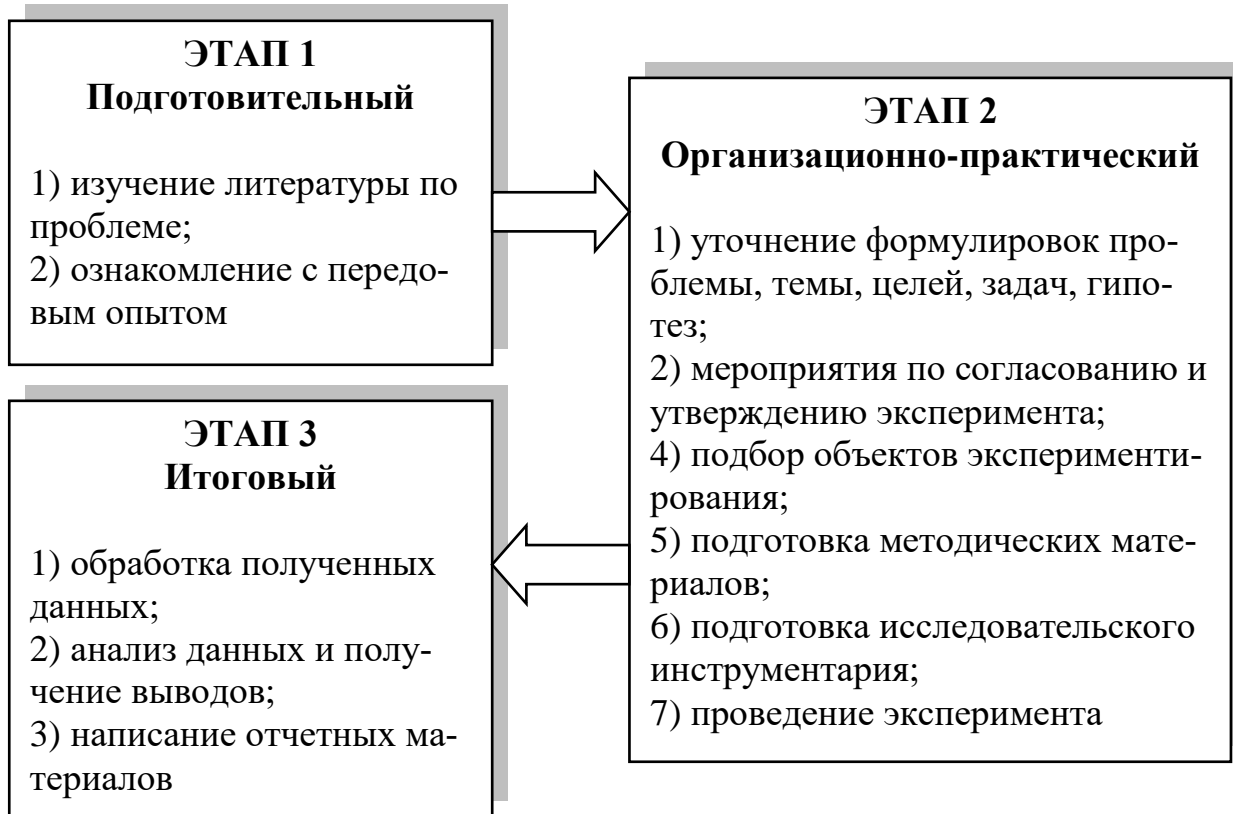 ЭТАП 1
Подготовительный
1) изучение литературы по
проблеме;
2) ознакомление с передо-
вым опытом
ЭТАП 2
Организационно-практический
1) уточнение формулировок про-
блемы, темы, целей, задач, гипо-
тез;
2) мероприятия по согласованию и
утверждению эксперимента;
4) подбор объектов эксперименти-
рования;
5) подготовка методических мате-
риалов;
6) подготовка исследовательского
инструментария;
7) проведение эксперимента
ЭТАП 3
Итоговый
1) обработка полученных
данных;
2) анализ данных и полу-
чение выводов;
3) написание отчетных ма-
териалов